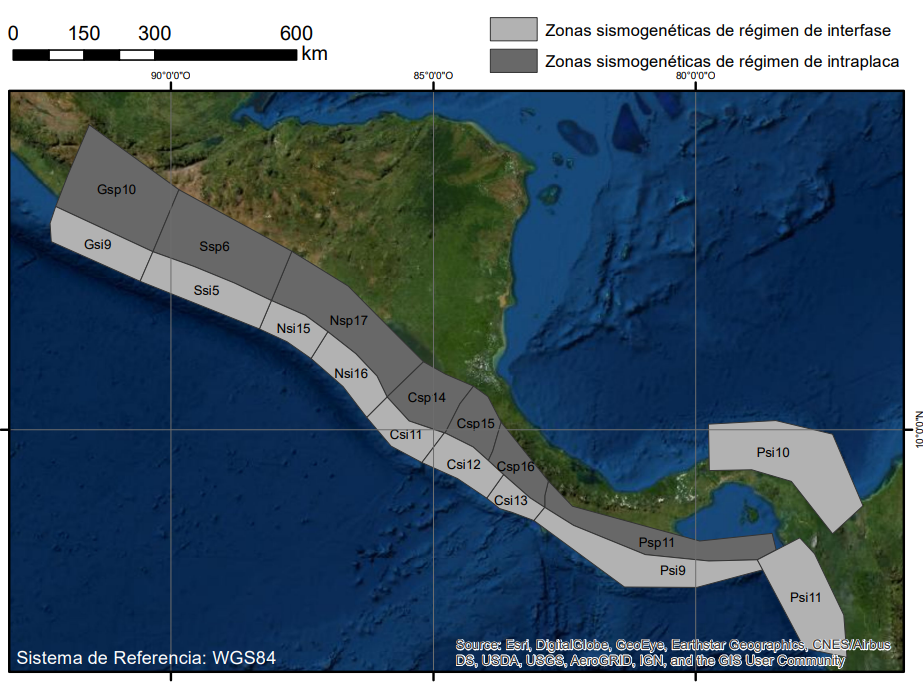 0 150 300 600
km
Zonas sismogenéticas de régimen de interfase
Zonas sismogenéticas de régimen de intraplaca
90°0'0"O 85°0'0"O 80°0'0"O
Gsp10
Gsi9
Ssp6
Ssi5
Nsp17
Nsi15
Nsi16
Csp14
Csp15
Csi11
Csi12
Csp16
Csi13
Psi10
Psp11
Psi9
Psi11
10°0'0"N
Sistema de Referencia: WGS84
Source: Esri, DigitalGlobe, GeoEye, Earthstar Geographics, CNES/Airbus
DS, USDA, USGS, AeroGRID, IGN, and the GIS User Community